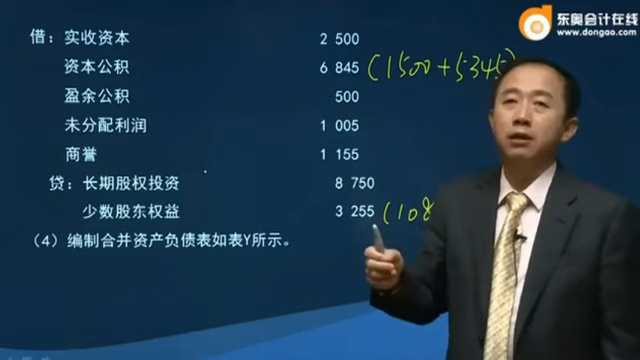 东奥会计在线
www.dongao.com
借：实收资本 2 500
资本公积 6 845 (1500+5345)
盈余公积 500
未分配利润 1 005
商誉 1 155
贷：长期股权投资 8 750
少数股东权益 3 255 (108
（4）编制合并资产负债表如表Y所示。